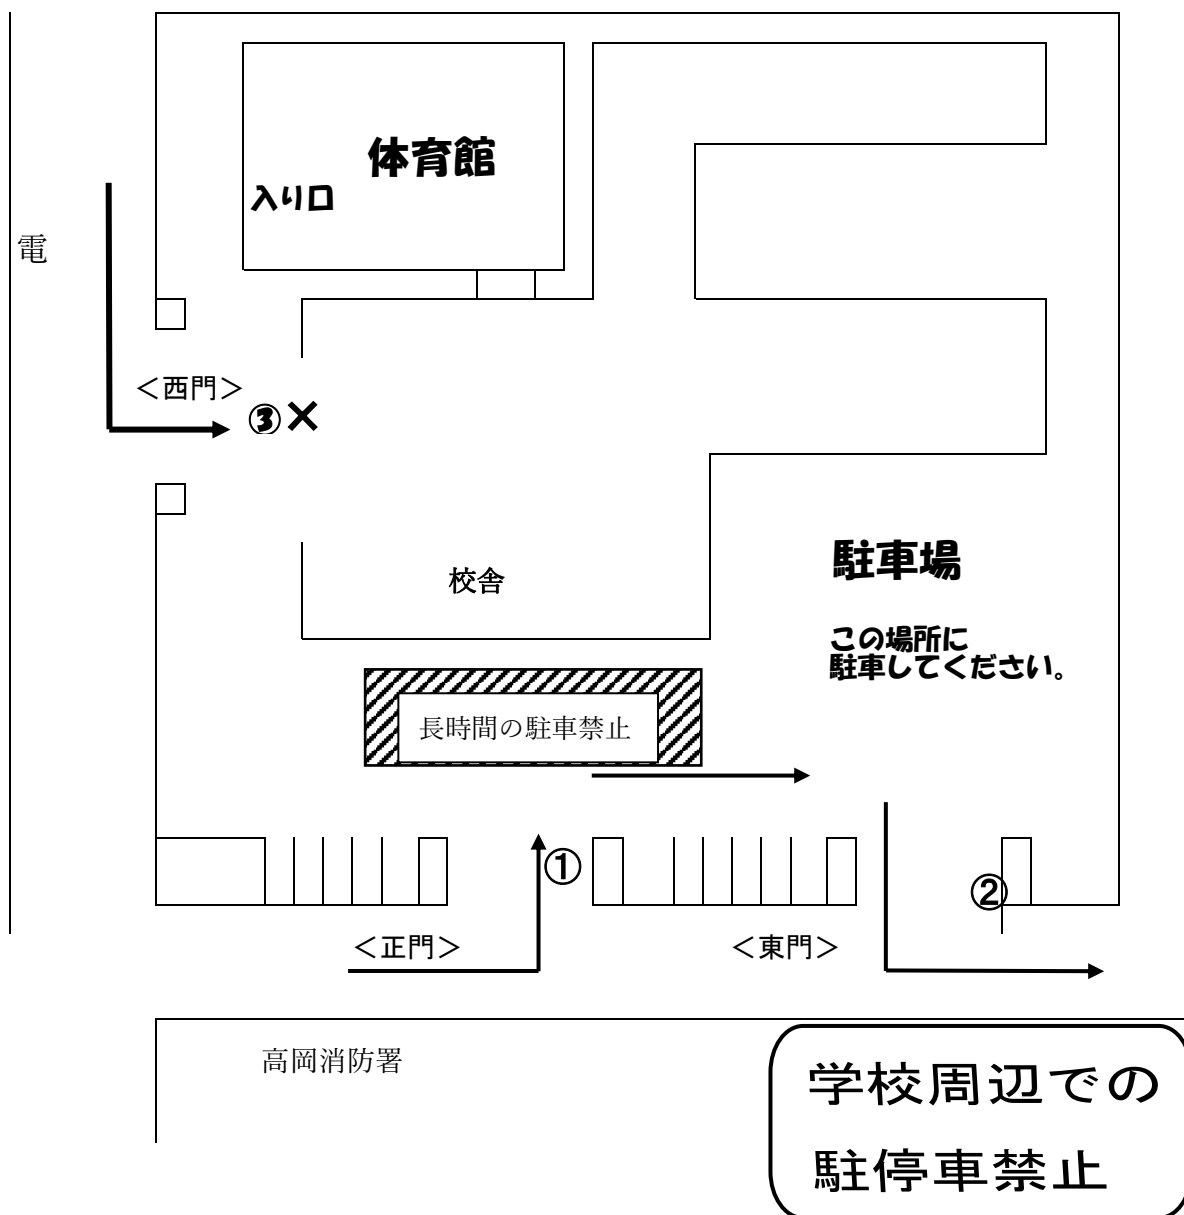 体育館
入り口
電
＜西門＞
③×
校舎
駐車場
この場所に
駐車してください。
長時間の駐車禁止
①
②
＜正門＞
＜東門＞
高岡消防署
学校周辺での
駐停車禁止